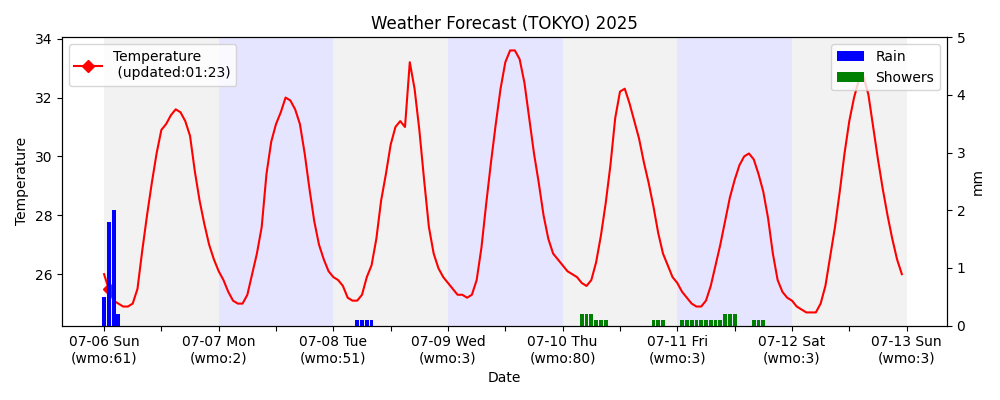 Weather Forecast (TOKYO) 2025
Temperature
(updated:01:23)
Rain
Showers
34
32
30
28
26
Temperature
5
4
3
2
1
0
mm
07-06 Sun
(wmo:61)
07-07 Mon
(wmo:2)
07-08 Tue
(wmo:51)
07-09 Wed
(wmo:3)
07-10 Thu
(wmo:80)
07-11 Fri
(wmo:3)
07-12 Sat
(wmo:3)
07-13 Sun
(wmo:3)
Date